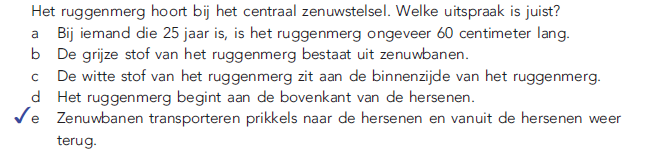 Het ruggenmerg hoort bij het centraal zenuwstelsel. Welke uitspraak is juist?
a Bij iemand die 25 jaar is, is het ruggenmerg ongeveer 60 centimeter lang.
b De grijze stof van het ruggenmerg bestaat uit zenuwbanen.
c De witte stof van het ruggenmerg zit aan de binnenzijde van het ruggenmerg.
d Het ruggenmerg begint aan de bovenkant van de hersenen.
✓e Zenuwbanen transporteren prikkels naar de hersenen en vanuit de hersenen weer
terug.